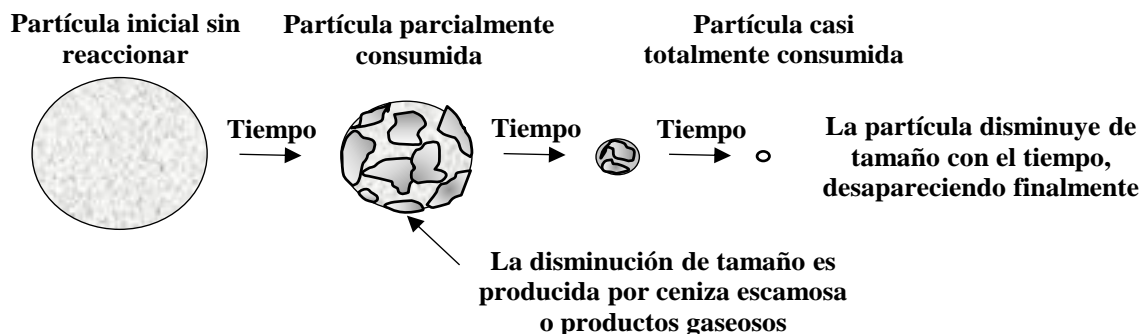 Partícula inicial sin
reaccionar
Partícula parcialmente
consumida
Partícula casi
totalmente consumida
Tiempo
Tiempo
Tiempo
La partícula disminuye de
tamaño con el tiempo,
desapareciendo finalmente
La disminución de tamaño es
producida por ceniza escamosa
o productos gaseosos